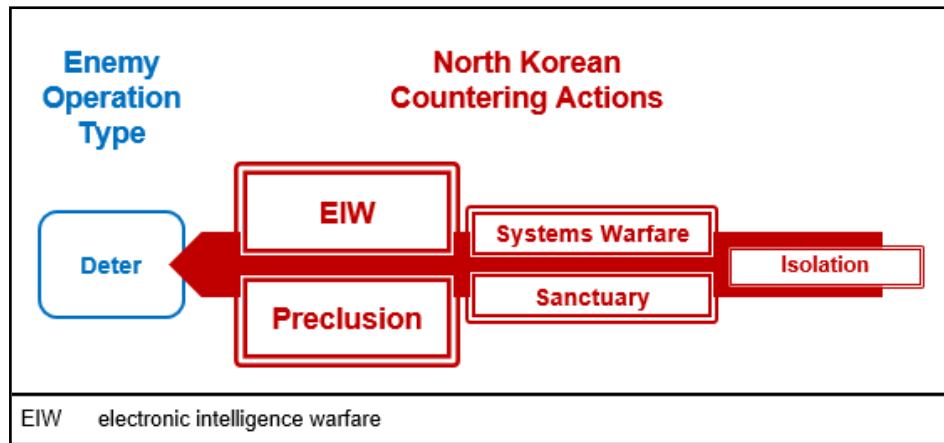 Enemy
Operation
Type
North Korean
Countering Actions
Deter
EIW
Preclusion
Systems Warfare
Sanctuary
Isolation
EIW electronic intelligence warfare